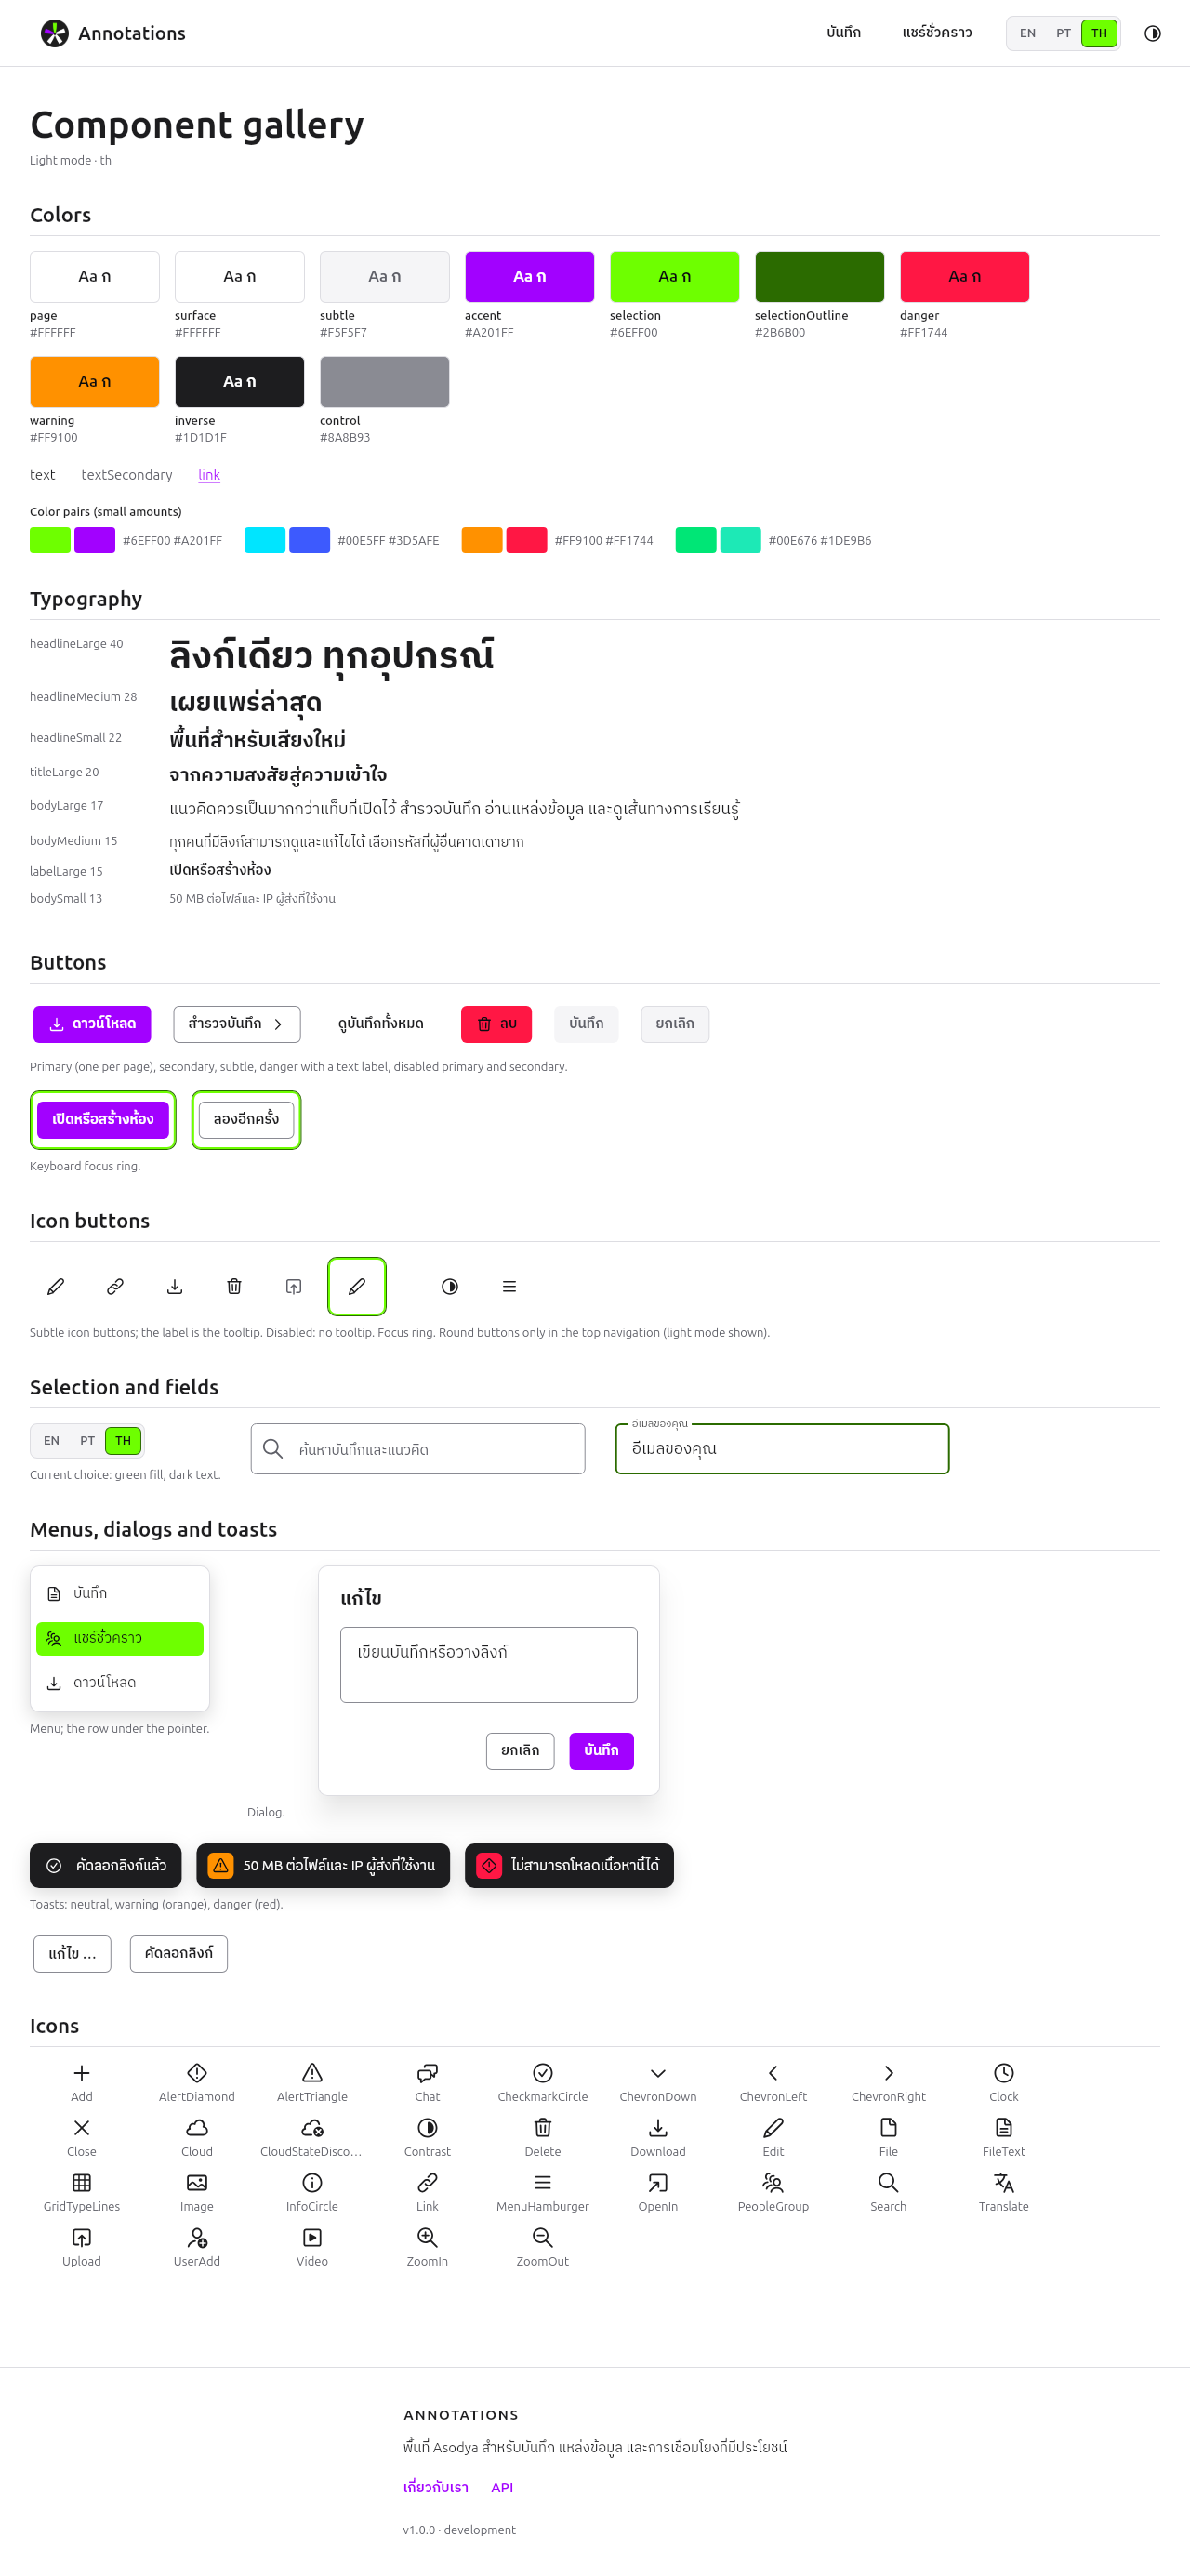 Annotations
บันทึก
แชร์ชั่วคราว
EN PT TH
Component gallery
Light mode · th
Colors
Aa ก Aa ก Aa ก Aa ก Aa ก Aa ก
page surface subtle accent selection selectionOutline danger
#FFFFFF #FFFFFF #F5F5F7 #A201FF #6EFF00 #2B6B00 #FF1744
Aa ก Aa ก
warning inverse control
#FF9100 #1D1D1F #8A8B93
text textSecondary link
Color pairs (small amounts)
#6EFF00 #A201FF #00E5FF #3D5AFE #FF9100 #FF1744 #00E676 #1DE9B6
Typography
headlineLarge 40 ลิงก์เดียว ทุกอุปกรณ์
headlineMedium 28 เผยแพร่ล่าสุด
headlineSmall 22 พื้นที่สำหรับเสียงใหม่
titleLarge 20 จากความสงสัยสู่ความเข้าใจ
bodyLarge 17 แนวคิดควรเป็นมากกว่าแท็บที่เปิดไว้ สำรวจบันทึก อ่านแหล่งข้อมูล และดูเส้นทางการเรียนรู้
bodyMedium 15 ทุกคนที่มีลิงก์สามารถดูและแก้ไขได้ เลือกรหัสที่ผู้อื่นคาดเดายาก
labelLarge 15 เปิดหรือสร้างห้อง
bodySmall 13 50 MB ต่อไฟล์และ IP ผู้ส่งที่ใช้งาน
Buttons
ดาวน์โหลด สำรวจบันทึก ดูบันทึกทั้งหมด ลบ บันทึก ยกเลิก
Primary (one per page), secondary, subtle, danger with a text label, disabled primary and secondary.
เปิดหรือสร้างห้อง ลองอีกครั้ง
Keyboard focus ring.
Icon buttons
Subtle icon buttons; the label is the tooltip. Disabled: no tooltip. Focus ring. Round buttons only in the top navigation (light mode shown).
Selection and fields
EN PT TH
ค้นหาบันทึกและแนวคิด
อีเมลของคุณ
อีเมลของคุณ
Current choice: green fill, dark text.
Menus, dialogs and toasts
บันทึก
แชร์ชั่วคราว
ดาวน์โหลด
Menu; the row under the pointer.
แก้ไข
เขียนบันทึกหรือวางลิงก์
ยกเลิก บันทึก
Dialog.
คัดลอกลิงก์แล้ว 50 MB ต่อไฟล์และ IP ผู้ส่งที่ใช้งาน ไม่สามารถโหลดเนื้อหานี้ได้
Toasts: neutral, warning (orange), danger (red).
แก้ไข ... คัดลอกลิงก์
Icons
Add AlertDiamond AlertTriangle Chat CheckmarkCircle ChevronDown ChevronLeft ChevronRight Clock
Close Cloud CloudStateDisco... Contrast Delete Download Edit File FileText
GridTypeLines Image InfoCircle Link MenuHamburger OpenIn PeopleGroup Search Translate
Upload UserAdd Video ZoomIn ZoomOut
ANNOTATIONS
พื้นที่ Asodya สำหรับบันทึก แหล่งข้อมูล และการเชื่อมโยงที่มีประโยชน์
เกี่ยวกับเรา API
v1.0.0 · development